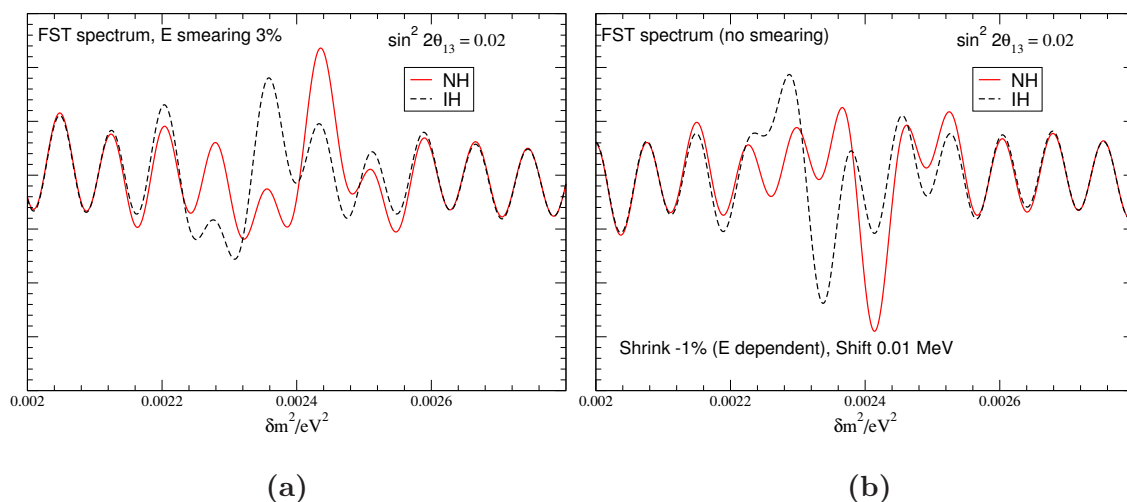 FST spectrum, E smearing 3%
sin² 2θ₁₃ = 0.02
NH
IH
0.002 0.0022 0.0024 0.0026
δm²/eV²
(a)
FST spectrum (no smearing)
sin² 2θ₁₃ = 0.02
NH
IH
Shrink -1% (E dependent), Shift 0.01 MeV
0.002 0.0022 0.0024 0.0026
δm²/eV²
(b)